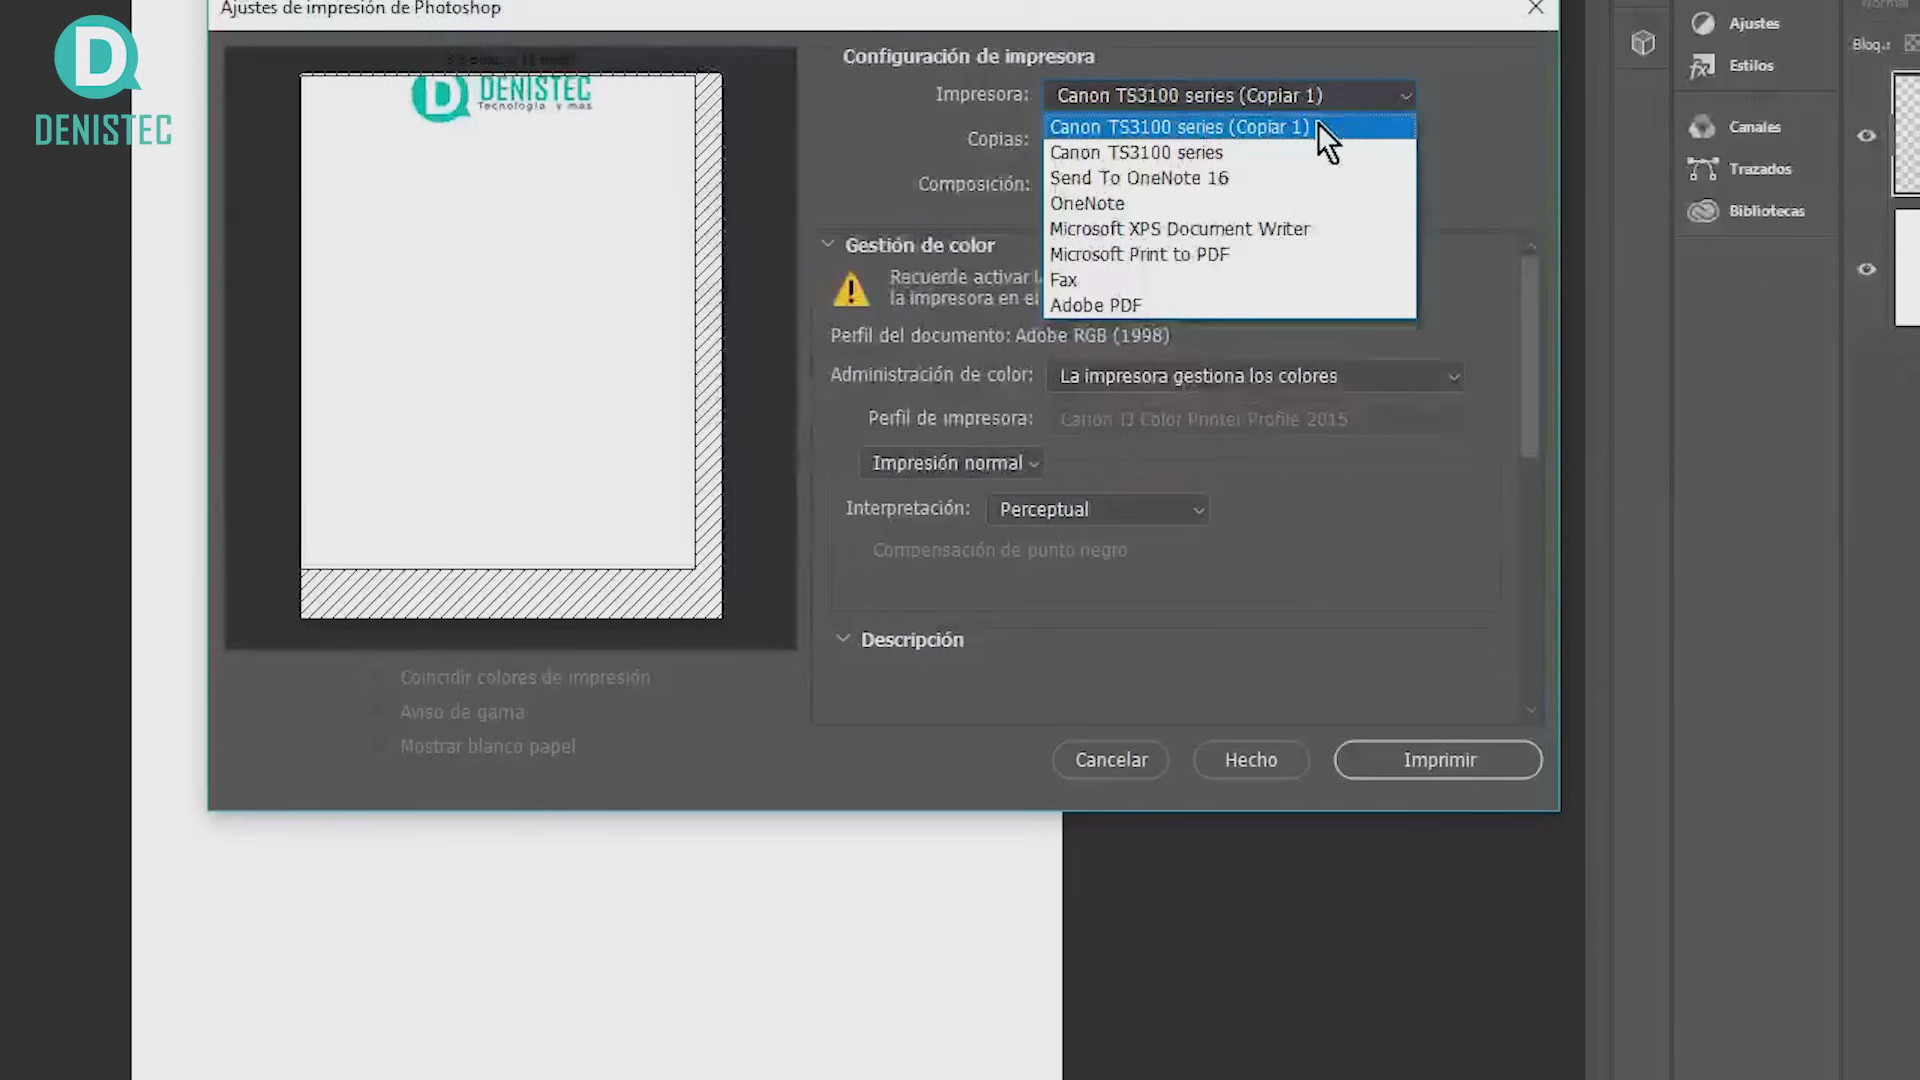 Ajustes de impresión de Photoshop
DENISTEC
DENISTEC
Tecnología y mas
Configuración de impresora
Impresora: Canon TS3100 series (Copiar 1)
Canon TS3100 series (Copiar 1)
Canon TS3100 series
Send To OneNote 16
OneNote
Microsoft XPS Document Writer
Microsoft Print to PDF
Fax
Adobe PDF
Copias:
Composición:
Gestión de color
Recuerde activar l
la impresora en el
Perfil del documento: Adobe RGB (1998)
Administración de color: La impresora gestiona los colores
Perfil de impresora: Canon IJ Color Printer Profile 2015
Impresión normal
Interpretación: Perceptual
Compensación de punto negro
Descripción
Coincidir colores de impresión
Aviso de gama
Mostrar blanco papel
Cancelar
Hecho
Imprimir
Ajustes
Estilos
Canales
Trazados
Bibliotecas
Normal
Bloq.: